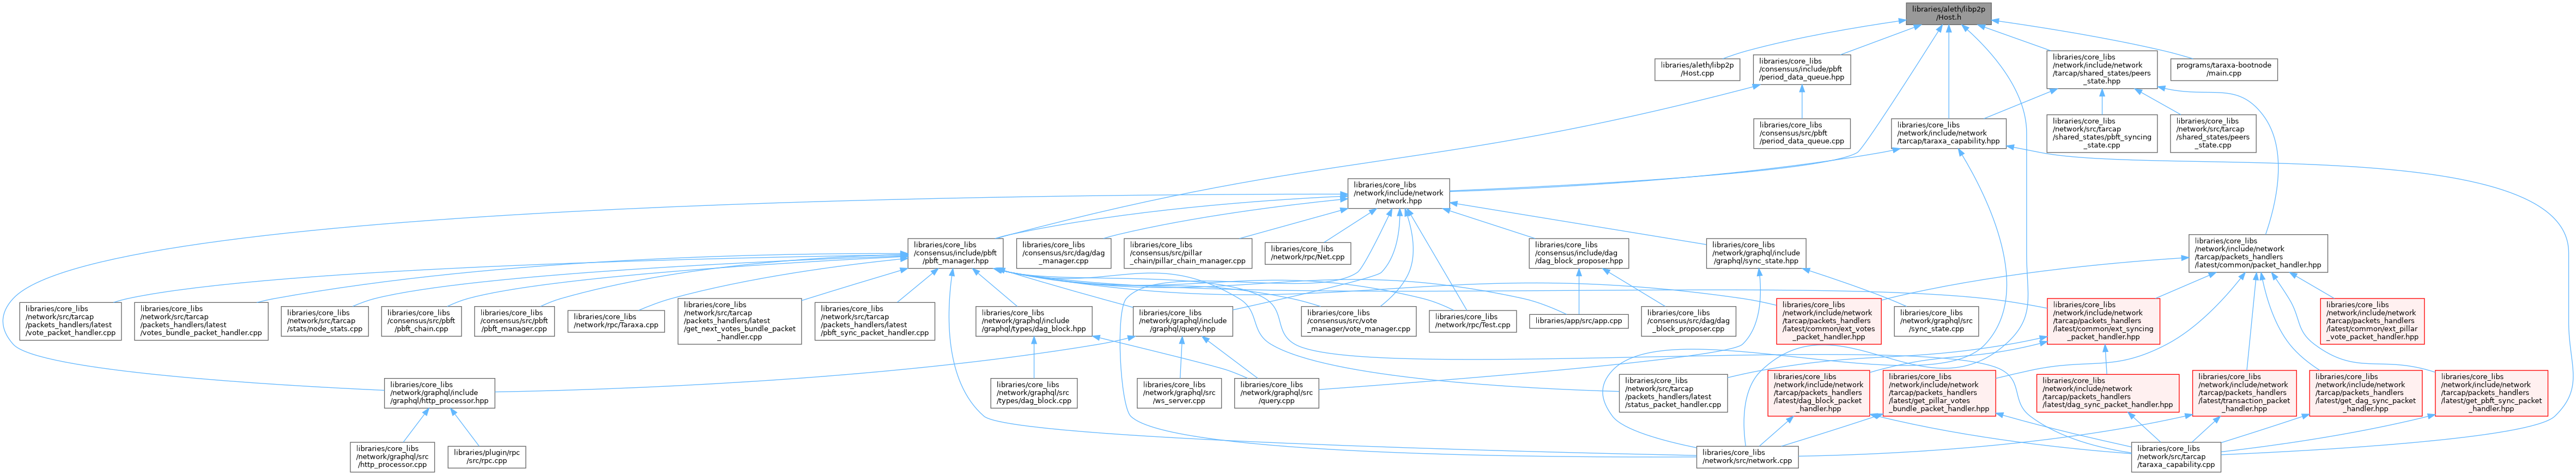 libraries/aleth/libp2p
/Host.h
libraries/aleth/libp2p
/Host.cpp
libraries/core_libs
/consensus/include/pbft
/period_data_queue.hpp
libraries/core_libs
/network/include/network
/tarcap/shared_states/peers
_state.hpp
programs/taraxa-bootnode
/main.cpp
libraries/core_libs
/consensus/src/pbft
/period_data_queue.cpp
libraries/core_libs
/network/include/network
/tarcap/taraxa_capability.hpp
libraries/core_libs
/network/src/tarcap
/shared_states/pbft_syncing
_state.cpp
libraries/core_libs
/network/src/tarcap
/shared_states/peers
_state.cpp
libraries/core_libs
/network/include/network
/network.hpp
libraries/core_libs
/consensus/include/pbft
/pbft_manager.hpp
libraries/core_libs
/consensus/src/dag/dag
_manager.cpp
libraries/core_libs
/consensus/src/pillar
_chain/pillar_chain_manager.cpp
libraries/core_libs
/network/rpc/Net.cpp
libraries/core_libs
/consensus/include/dag
/dag_block_proposer.hpp
libraries/core_libs
/network/graphql/include
/graphql/sync_state.hpp
libraries/core_libs
/network/include/network
/tarcap/packets_handlers
/latest/common/packet_handler.hpp
libraries/core_libs
/network/src/tarcap
/packets_handlers/latest
/vote_packet_handler.cpp
libraries/core_libs
/network/src/tarcap
/packets_handlers/latest
/votes_bundle_packet_handler.cpp
libraries/core_libs
/network/src/tarcap
/stats/node_stats.cpp
libraries/core_libs
/consensus/src/pbft
/pbft_chain.cpp
libraries/core_libs
/consensus/src/pbft
/pbft_manager.cpp
libraries/core_libs
/network/rpc/Taraxa.cpp
libraries/core_libs
/network/src/tarcap
/packets_handlers/latest
/get_next_votes_bundle_packet
_handler.cpp
libraries/core_libs
/network/src/tarcap
/packets_handlers/latest
/pbft_sync_packet_handler.cpp
libraries/core_libs
/network/graphql/include
/graphql/types/dag_block.hpp
libraries/core_libs
/network/graphql/include
/graphql/query.hpp
libraries/core_libs
/consensus/src/vote
_manager/vote_manager.cpp
libraries/core_libs
/network/rpc/Test.cpp
libraries/app/src/app.cpp
libraries/core_libs
/consensus/src/dag/dag
_block_proposer.cpp
libraries/core_libs
/network/include/network
/tarcap/packets_handlers
/latest/common/ext_votes
_packet_handler.hpp
libraries/core_libs
/network/graphql/src
/sync_state.cpp
libraries/core_libs
/network/include/network
/tarcap/packets_handlers
/latest/common/ext_syncing
_packet_handler.hpp
libraries/core_libs
/network/include/network
/tarcap/packets_handlers
/latest/common/ext_pillar
_vote_packet_handler.hpp
libraries/core_libs
/network/graphql/include
/graphql/http_processor.hpp
libraries/core_libs
/network/graphql/src
/types/dag_block.cpp
libraries/core_libs
/network/graphql/src
/ws_server.cpp
libraries/core_libs
/network/graphql/src
/query.cpp
libraries/core_libs
/network/src/tarcap
/packets_handlers/latest
/status_packet_handler.cpp
libraries/core_libs
/network/include/network
/tarcap/packets_handlers
/latest/dag_block_packet
_handler.hpp
libraries/core_libs
/network/include/network
/tarcap/packets_handlers
/latest/get_pillar_votes
_bundle_packet_handler.hpp
libraries/core_libs
/network/include/network
/tarcap/packets_handlers
/latest/dag_sync_packet_handler.hpp
libraries/core_libs
/network/include/network
/tarcap/packets_handlers
/latest/transaction_packet
_handler.hpp
libraries/core_libs
/network/include/network
/tarcap/packets_handlers
/latest/get_dag_sync_packet
_handler.hpp
libraries/core_libs
/network/include/network
/tarcap/packets_handlers
/latest/get_pbft_sync_packet
_handler.hpp
libraries/core_libs
/network/graphql/src
/http_processor.cpp
libraries/plugin/rpc
/src/rpc.cpp
libraries/core_libs
/network/src/network.cpp
libraries/core_libs
/network/src/tarcap
/taraxa_capability.cpp